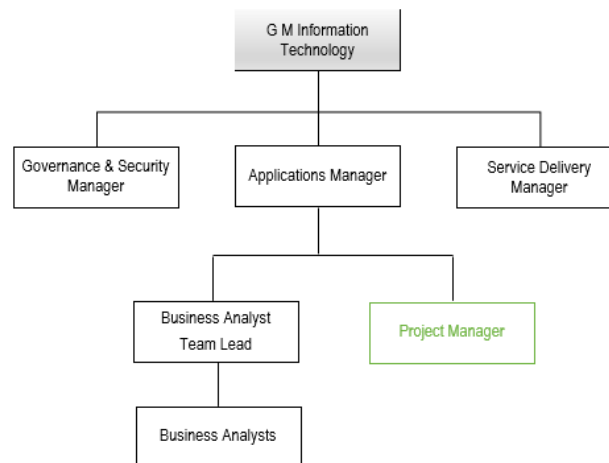 G M Information
Technology
Governance & Security
Manager
Applications Manager
Service Delivery
Manager
Business Analyst
Team Lead
Project Manager
Business Analysts